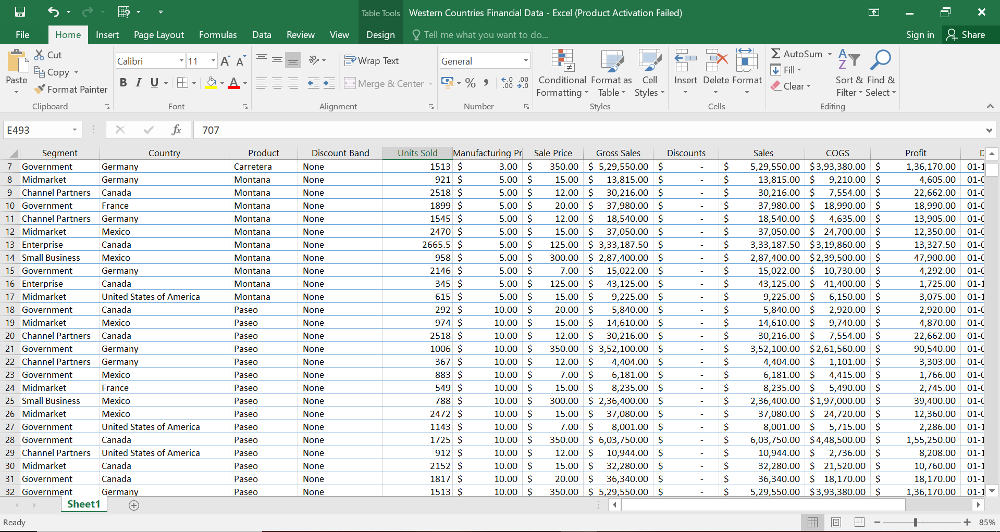 Table Tools Western Countries Financial Data - Excel (Product Activation Failed)
File Home Insert Page Layout Formulas Data Review View Design Tell me what you want to do... Sign in Share
Paste Cut Copy Format Painter Clipboard
Calibri 11 B I U A A A Font
Wrap Text Merge & Center Alignment
General % Number
Conditional Formatting Format as Table Cell Styles Styles
Insert Delete Format Cells
AutoSum Fill Clear Sort & Filter Find & Select Editing
E493 fx 707
Segment Country Product Discount Band Units Sold Manufacturing Pr Sale Price Gross Sales Discounts Sales COGS Profit
7 Government Germany Carretera None 1513 $ 3.00 $ 350.00 $ 5,29,550.00 $ - $ 5,29,550.00 $3,93,380.00 $ 1,36,170.00 01-1
8 Midmarket Germany Montana None 921 $ 5.00 $ 15.00 $ 13,815.00 $ - $ 13,815.00 $ 9,210.00 $ 4,605.00 01-0
9 Channel Partners Canada Montana None 2518 $ 5.00 $ 12.00 $ 30,216.00 $ - $ 30,216.00 $ 7,554.00 $ 22,662.00 01-0
10 Government France Montana None 1899 $ 5.00 $ 20.00 $ 37,980.00 $ - $ 37,980.00 $ 18,990.00 $ 18,990.00 01-0
11 Channel Partners Germany Montana None 1545 $ 5.00 $ 12.00 $ 18,540.00 $ - $ 18,540.00 $ 4,635.00 $ 13,905.00 01-0
12 Midmarket Mexico Montana None 2470 $ 5.00 $ 15.00 $ 37,050.00 $ - $ 37,050.00 $ 24,700.00 $ 12,350.00 01-0
13 Enterprise Canada Montana None 2665.5 $ 5.00 $ 125.00 $ 3,33,187.50 $ - $ 3,33,187.50 $3,19,860.00 $ 13,327.50 01-0
14 Small Business Mexico Montana None 958 $ 5.00 $ 300.00 $ 2,87,400.00 $ - $ 2,87,400.00 $2,39,500.00 $ 47,900.00 01-0
15 Government Germany Montana None 2146 $ 5.00 $ 7.00 $ 15,022.00 $ - $ 15,022.00 $ 10,730.00 $ 4,292.00 01-0
16 Enterprise Canada Montana None 345 $ 5.00 $ 125.00 $ 43,125.00 $ - $ 43,125.00 $ 41,400.00 $ 1,725.00 01-1
17 Midmarket United States of America Montana None 615 $ 5.00 $ 15.00 $ 9,225.00 $ - $ 9,225.00 $ 6,150.00 $ 3,075.00 01-1
18 Government Canada Paseo None 292 $ 10.00 $ 20.00 $ 5,840.00 $ - $ 5,840.00 $ 2,920.00 $ 2,920.00 01-0
19 Midmarket Mexico Paseo None 974 $ 10.00 $ 15.00 $ 14,610.00 $ - $ 14,610.00 $ 9,740.00 $ 4,870.00 01-0
20 Channel Partners Canada Paseo None 2518 $ 10.00 $ 12.00 $ 30,216.00 $ - $ 30,216.00 $ 7,554.00 $ 22,662.00 01-0
21 Government Germany Paseo None 1006 $ 10.00 $ 350.00 $ 3,52,100.00 $ - $ 3,52,100.00 $2,61,560.00 $ 90,540.00 01-0
22 Channel Partners Germany Paseo None 367 $ 10.00 $ 12.00 $ 4,404.00 $ - $ 4,404.00 $ 1,101.00 $ 3,303.00 01-0
23 Government Mexico Paseo None 883 $ 10.00 $ 7.00 $ 6,181.00 $ - $ 6,181.00 $ 4,415.00 $ 1,766.00 01-0
24 Midmarket France Paseo None 549 $ 10.00 $ 15.00 $ 8,235.00 $ - $ 8,235.00 $ 5,490.00 $ 2,745.00 01-0
25 Small Business Mexico Paseo None 788 $ 10.00 $ 300.00 $ 2,36,400.00 $ - $ 2,36,400.00 $1,97,000.00 $ 39,400.00 01-0
26 Midmarket Mexico Paseo None 2472 $ 10.00 $ 15.00 $ 37,080.00 $ - $ 37,080.00 $ 24,720.00 $ 12,360.00 01-0
27 Government United States of America Paseo None 1143 $ 10.00 $ 7.00 $ 8,001.00 $ - $ 8,001.00 $ 5,715.00 $ 2,286.00 01-1
28 Government Canada Paseo None 1725 $ 10.00 $ 350.00 $ 6,03,750.00 $ - $ 6,03,750.00 $4,48,500.00 $ 1,55,250.00 01-1
29 Channel Partners United States of America Paseo None 912 $ 10.00 $ 12.00 $ 10,944.00 $ - $ 10,944.00 $ 2,736.00 $ 8,208.00 01-1
30 Midmarket Canada Paseo None 2152 $ 10.00 $ 15.00 $ 32,280.00 $ - $ 32,280.00 $ 21,520.00 $ 10,760.00 01-1
31 Government Canada Paseo None 1817 $ 10.00 $ 20.00 $ 36,340.00 $ - $ 36,340.00 $ 18,170.00 $ 18,170.00 01-1
32 Government Germany Paseo None 1513 $ 10.00 $ 350.00 $ 5,29,550.00 $ - $ 5,29,550.00 $3,93,380.00 $ 1,36,170.00 01-1
Sheet1
Ready 85%